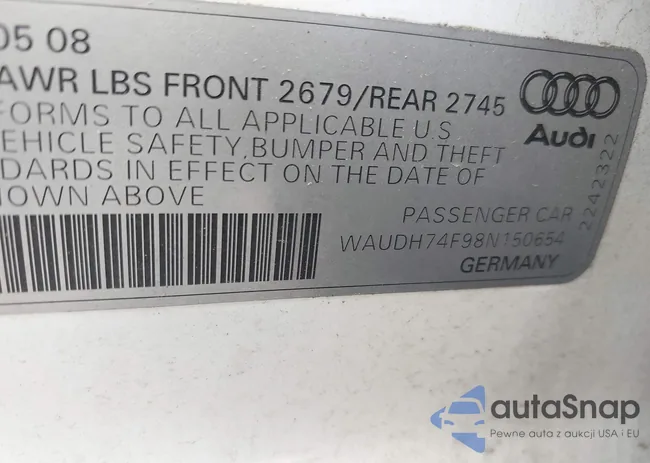 05 08
AWR LBS FRONT 2679/REAR 2745
FORMS TO ALL APPLICABLE U.S
EHICLE SAFETY,BUMPER AND THEFT
DARDS IN EFFECT ON THE DATE OF
HOWN ABOVE
Audi
2242322
PASSENGER CAR
WAUDH74F98N150654
GERMANY
autaSnap
Pewne auta z aukcji USA i EU